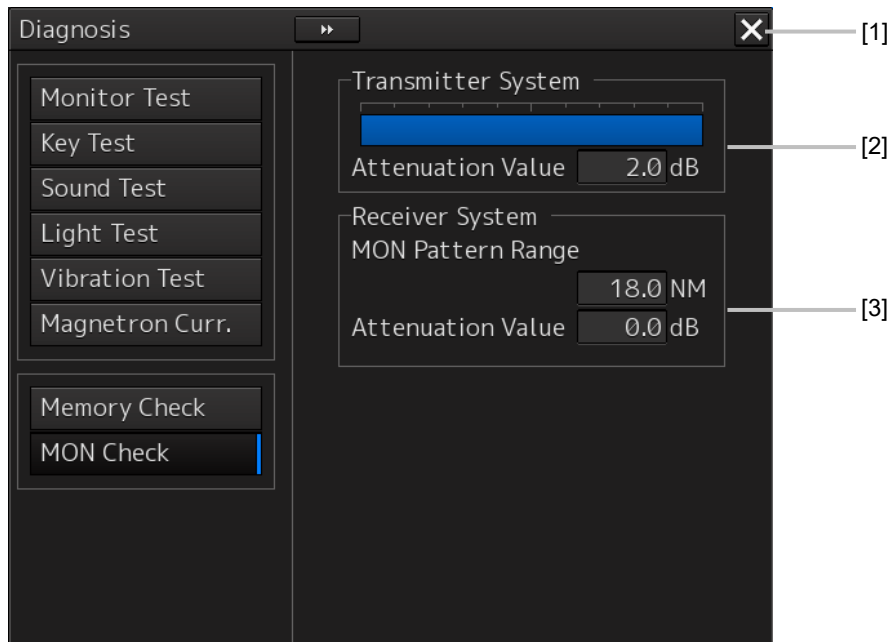 Diagnosis
[1]
Monitor Test
Key Test
Sound Test
Light Test
Vibration Test
Magnetron Curr.
Memory Check
MON Check
Transmitter System
Attenuation Value 2.0 dB
[2]
Receiver System
MON Pattern Range
18.0 NM
Attenuation Value 0.0 dB
[3]